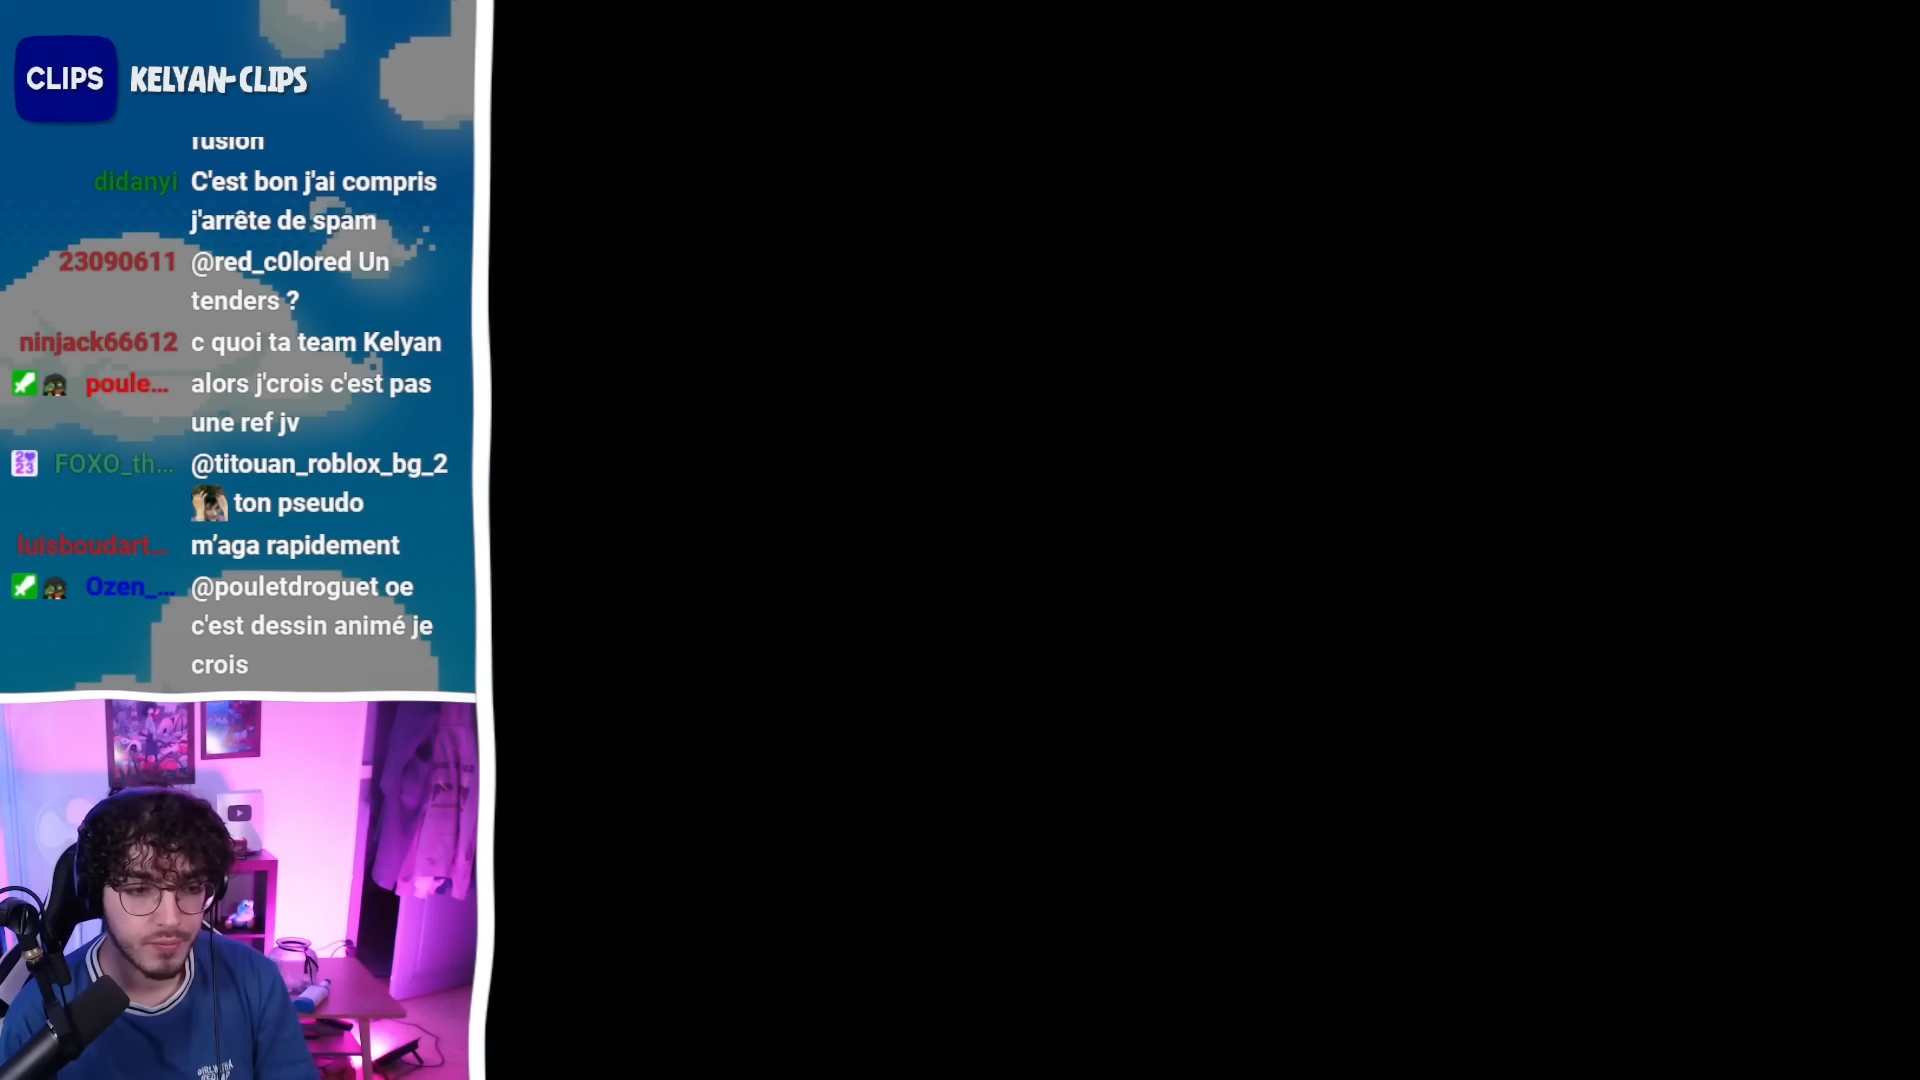 CLIPS KELYAN-CLIPS
fusion
didanyi C'est bon j'ai compris
j'arrête de spam
23090611 @red_c0lored Un
tenders ?
ninjack66612 c quoi ta team Kelyan
poule... alors j'crois c'est pas
une ref jv
2023 FOXO_th... @titouan_roblox_bg_2
ton pseudo
luisboudart... m’aga rapidement
Ozen_... @pouletdroguet oe
c'est dessin animé je
crois